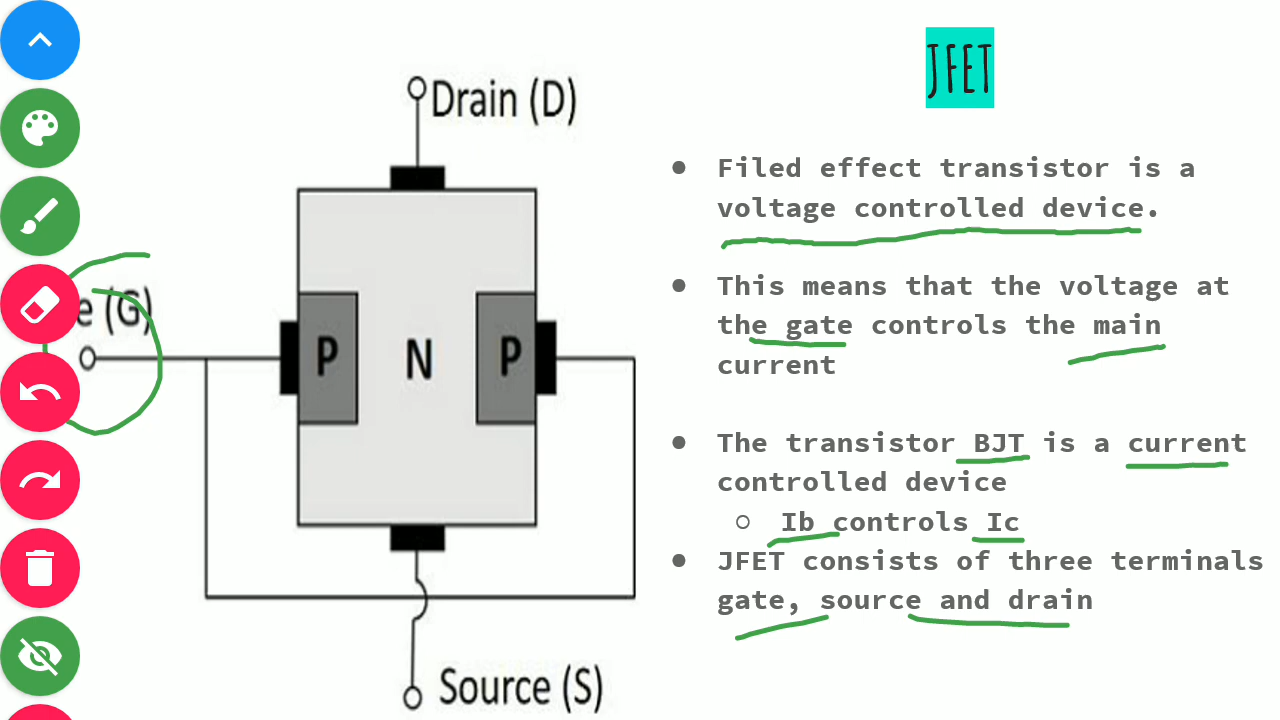 JFET
Drain (D)
Filed effect transistor is a
voltage controlled device.
This means that the voltage at
the gate controls the main
current
e (G)
P N P
The transistor BJT is a current
controlled device
Ib controls Ic
JFET consists of three terminals
gate, source and drain
Source (S)